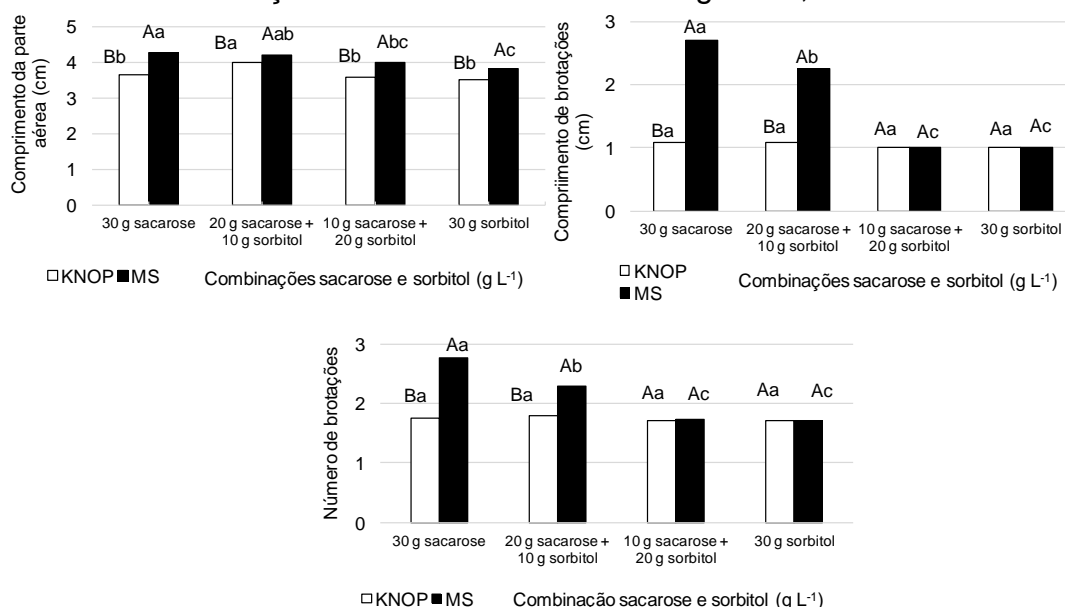 Comprimento da parte
aérea (cm)
5
4
3
2
1
0
Bb Aa Ba Aab Bb Abc Bb Ac
30 g sacarose
20 g sacarose +
10 g sorbitol
10 g sacarose +
20 g sorbitol
30 g sorbitol
KNOP MS
Combinações sacarose e sorbitol (g L-1)
Compriimento de brotações
(cm)
3
2
1
0
Ba Aa Ba Ab Aa Ac Aa Ac
30 g sacarose
20 g sacarose +
10 g sorbitol
10 g sacarose +
20 g sorbitol
30 g sorbitol
KNOP
MS
Combinações sacarose e sorbitol (g L-1)
Número de brotações
3
2
1
0
Ba Aa Ba Ab Aa Ac Aa Ac
30 g sacarose
20 g sacarose +
10 g sorbitol
10 g sacarose +
20 g sorbitol
30 g sorbitol
KNOP MS
Combinação sacarose e sorbitol (g L-1)